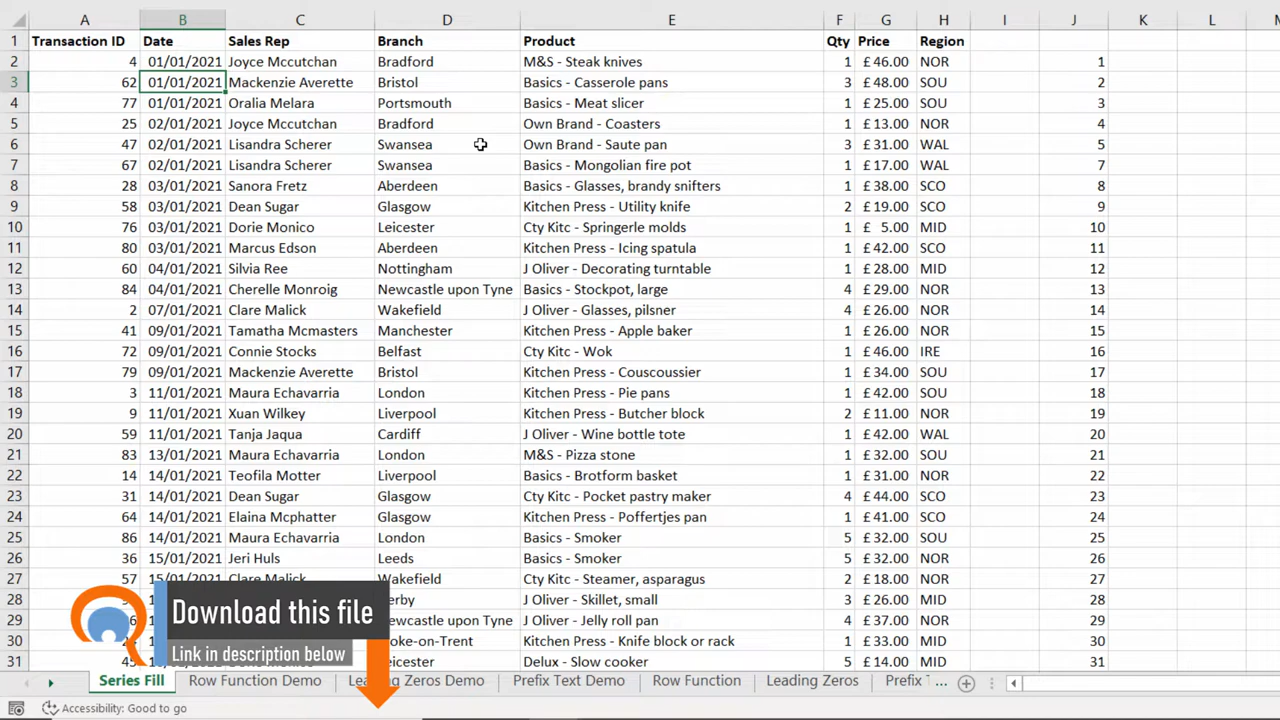 A B C D E F G H I J K L
1 Transaction ID Date Sales Rep Branch Product Qty Price Region
2 4 01/01/2021 Joyce Mccutchan Bradford M&S - Steak knives 1 £ 46.00 NOR 1
3 62 01/01/2021 Mackenzie Averette Bristol Basics - Casserole pans 3 £ 48.00 SOU 2
4 77 01/01/2021 Oralia Melara Portsmouth Basics - Meat slicer 1 £ 25.00 SOU 3
5 25 02/01/2021 Joyce Mccutchan Bradford Own Brand - Coasters 1 £ 13.00 NOR 4
6 47 02/01/2021 Lisandra Scherer Swansea Own Brand - Saute pan 3 £ 31.00 WAL 5
7 67 02/01/2021 Lisandra Scherer Swansea Basics - Mongolian fire pot 1 £ 17.00 WAL 7
8 28 03/01/2021 Sanora Fretz Aberdeen Basics - Glasses, brandy snifters 1 £ 38.00 SCO 8
9 58 03/01/2021 Dean Sugar Glasgow Kitchen Press - Utility knife 2 £ 19.00 SCO 9
10 76 03/01/2021 Dorie Monico Leicester Cty Kitc - Springerle molds 1 £ 5.00 MID 10
11 80 03/01/2021 Marcus Edson Aberdeen Kitchen Press - Icing spatula 1 £ 42.00 SCO 11
12 60 04/01/2021 Silvia Ree Nottingham J Oliver - Decorating turntable 1 £ 28.00 MID 12
13 84 04/01/2021 Cherelle Monroig Newcastle upon Tyne Basics - Stockpot, large 4 £ 29.00 NOR 13
14 2 07/01/2021 Clare Malick Wakefield J Oliver - Glasses, pilsner 4 £ 26.00 NOR 14
15 41 09/01/2021 Tamatha Mcmasters Manchester Kitchen Press - Apple baker 1 £ 26.00 NOR 15
16 72 09/01/2021 Connie Stocks Belfast Cty Kitc - Wok 1 £ 46.00 IRE 16
17 79 09/01/2021 Mackenzie Averette Bristol Kitchen Press - Couscoussier 1 £ 34.00 SOU 17
18 3 11/01/2021 Maura Echavarria London Kitchen Press - Pie pans 1 £ 42.00 SOU 18
19 9 11/01/2021 Xuan Wilkey Liverpool Kitchen Press - Butcher block 2 £ 11.00 NOR 19
20 59 11/01/2021 Tanja Jaqua Cardiff J Oliver - Wine bottle tote 1 £ 42.00 WAL 20
21 83 13/01/2021 Maura Echavarria London M&S - Pizza stone 1 £ 32.00 SOU 21
22 14 14/01/2021 Teofila Motter Liverpool Basics - Brotform basket 1 £ 31.00 NOR 22
23 31 14/01/2021 Dean Sugar Glasgow Cty Kitc - Pocket pastry maker 4 £ 44.00 SCO 23
24 64 14/01/2021 Elaina Mcphatter Glasgow Kitchen Press - Poffertjes pan 1 £ 41.00 SCO 24
25 86 14/01/2021 Maura Echavarria London Basics - Smoker 5 £ 32.00 SOU 25
26 36 15/01/2021 Jeri Huls Leeds Basics - Smoker 5 £ 32.00 NOR 26
27 57 15/01/2021 Clare Malick Wakefield Cty Kitc - Steamer, asparagus 2 £ 18.00 NOR 27
28 erby J Oliver - Skillet, small 3 £ 26.00 MID 28
29 ewcastle upon Tyne J Oliver - Jelly roll pan 4 £ 37.00 NOR 29
30 oke-on-Trent Kitchen Press - Knife block or rack 1 £ 33.00 MID 30
31 45 eicester Delux - Slow cooker 5 £ 14.00 MID 31
Download this file
Link in description below
Series Fill Row Function Demo Leading Zeros Demo Prefix Text Demo Row Function Leading Zeros Prefix T ...
Accessibility: Good to go